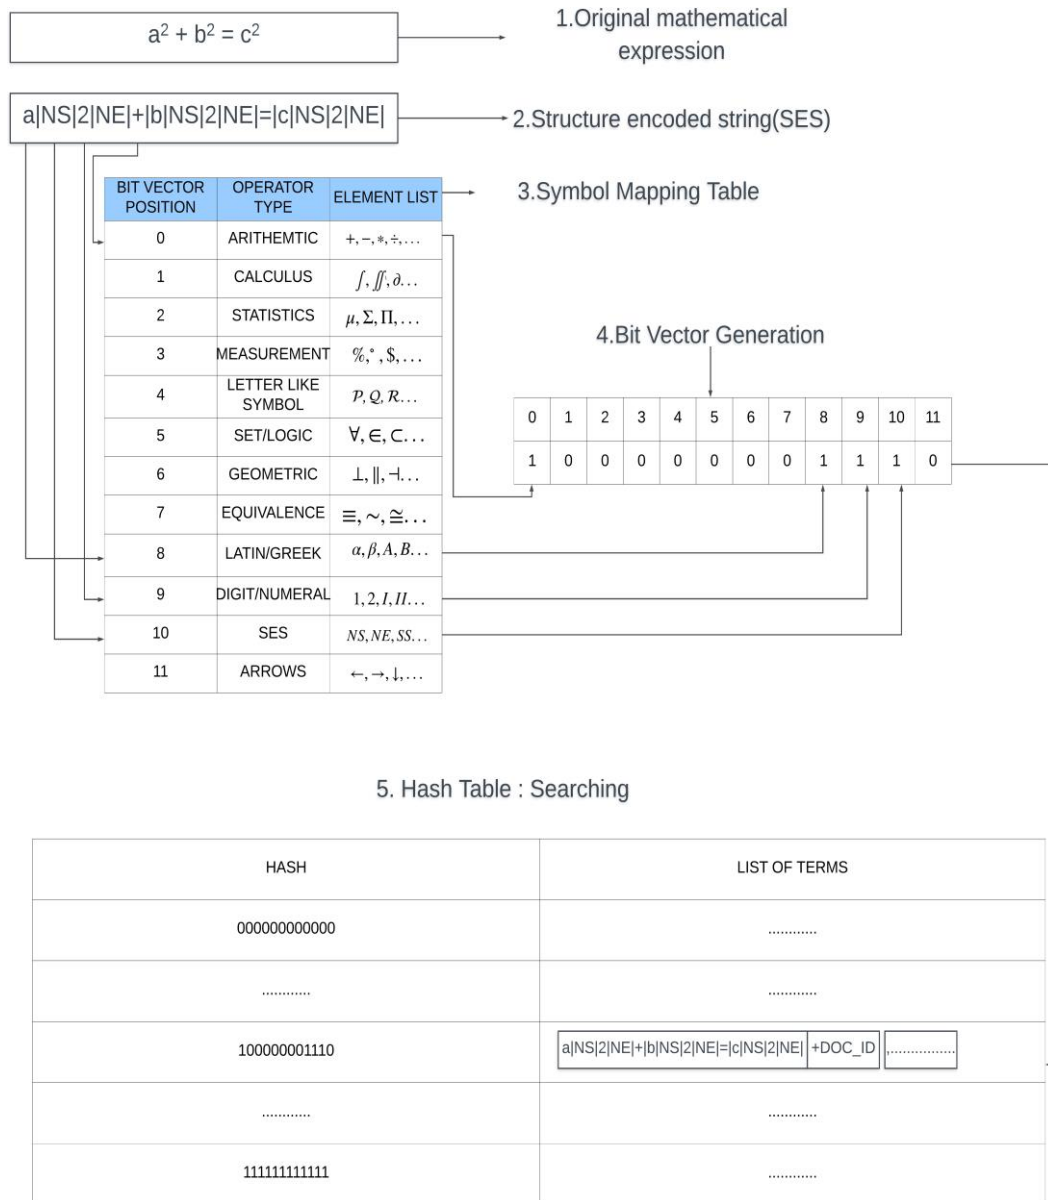 a² + b² = c²
1.Original mathematical
expression
a|NS|2|NE|+|b|NS|2|NE|=|c|NS|2|NE|
2.Structure encoded string(SES)
3.Symbol Mapping Table
BIT VECTOR POSITION OPERATOR TYPE ELEMENT LIST
0 ARITHEMTIC +, −, *, ÷, ...
1 CALCULUS ∫, ∬, ∂...
2 STATISTICS μ, Σ, Π, ...
3 MEASUREMENT %, °, $, ...
4 LETTER LIKE SYMBOL 𝒫, 𝒬, ℛ...
5 SET/LOGIC ∀, ∈, ⊂...
6 GEOMETRIC ⊥, ∥, ⊣...
7 EQUIVALENCE ≡, ∼, ≅...
8 LATIN/GREEK α, β, A, B...
9 DIGIT/NUMERAL 1, 2, I, II...
10 SES NS, NE, SS...
11 ARROWS ←, →, ↓, ...
4.Bit Vector Generation
0 1 2 3 4 5 6 7 8 9 10 11
1 0 0 0 0 0 0 0 1 1 1 0
5. Hash Table : Searching
HASH LIST OF TERMS
000000000000 ............
............ ............
100000001110 a|NS|2|NE|+|b|NS|2|NE|=|c|NS|2|NE| +DOC_ID ,................
............ ............
111111111111 ............